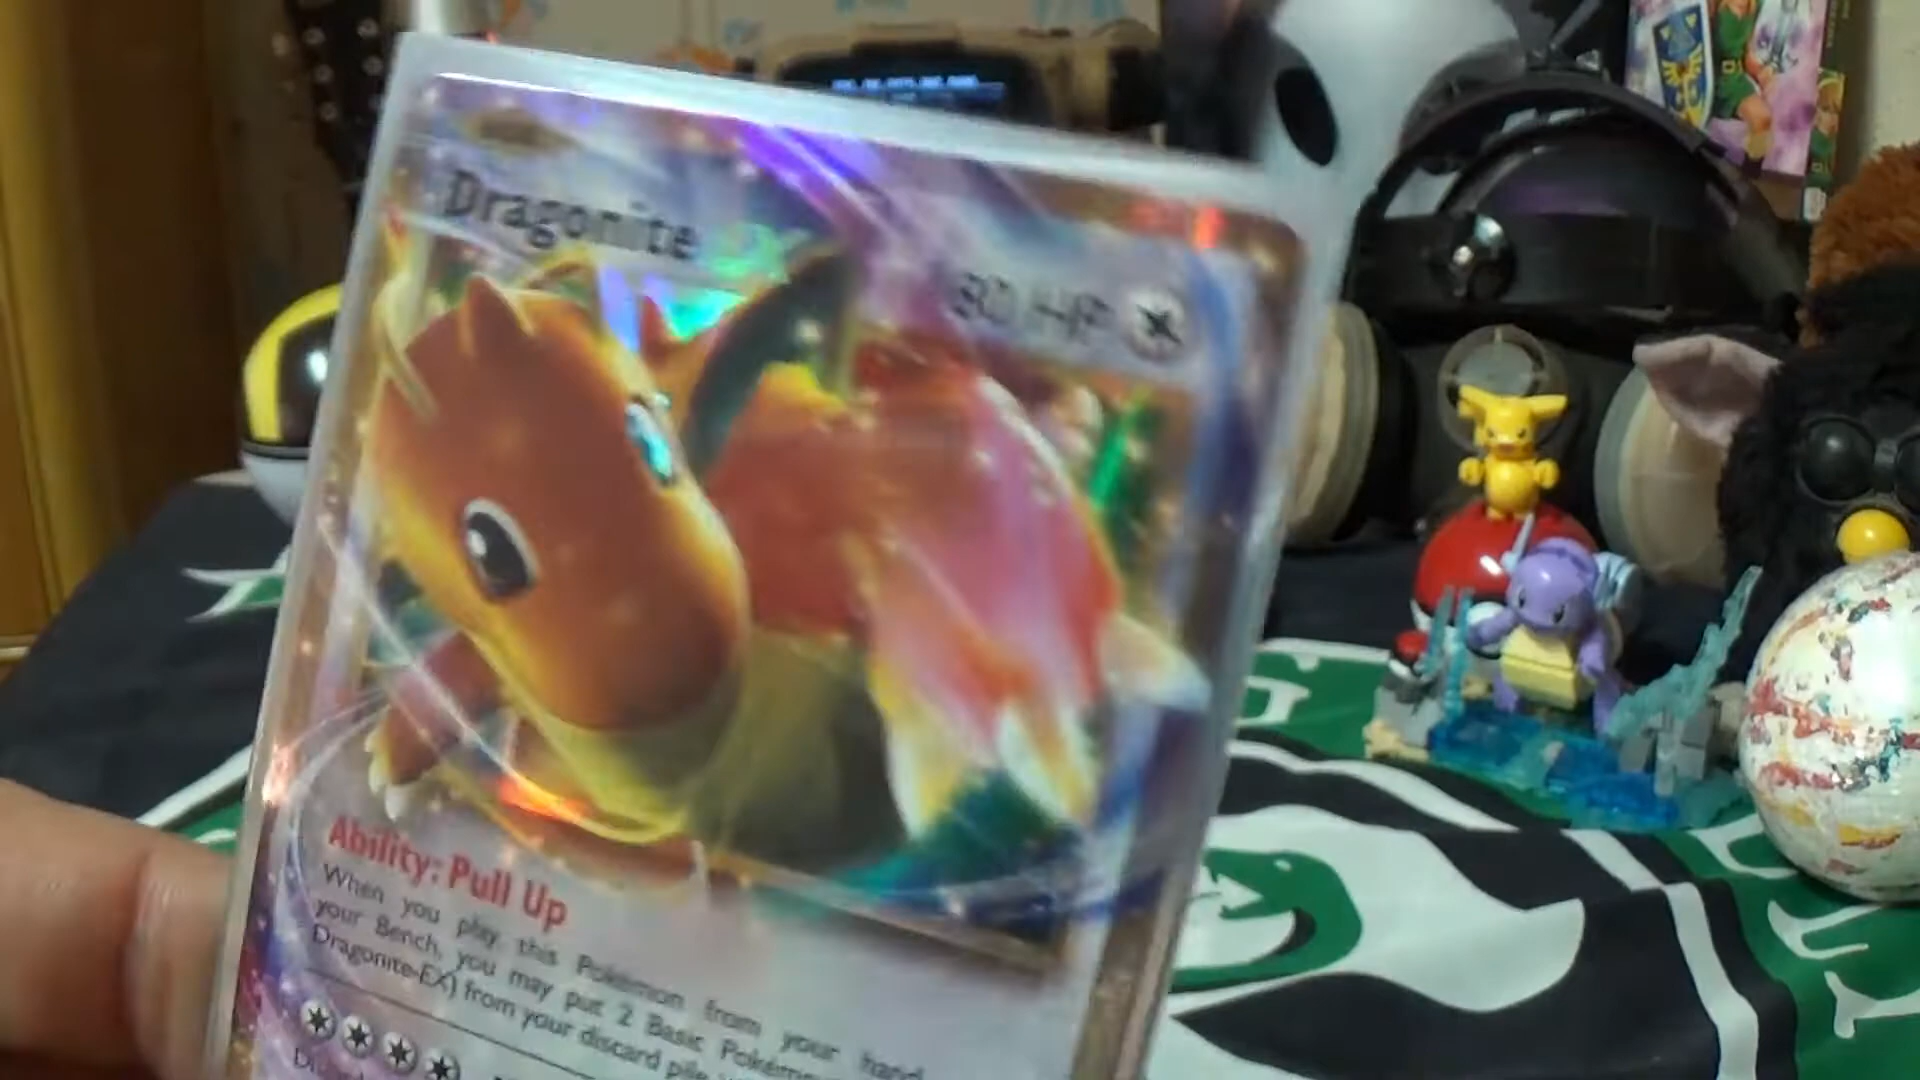 Dragonite
80 HP
Ability: Pull Up
When you play this Pokémon from your hand
your Bench, you may put 2 Basic Pokémon
Dragonite-EX) from your discard pile